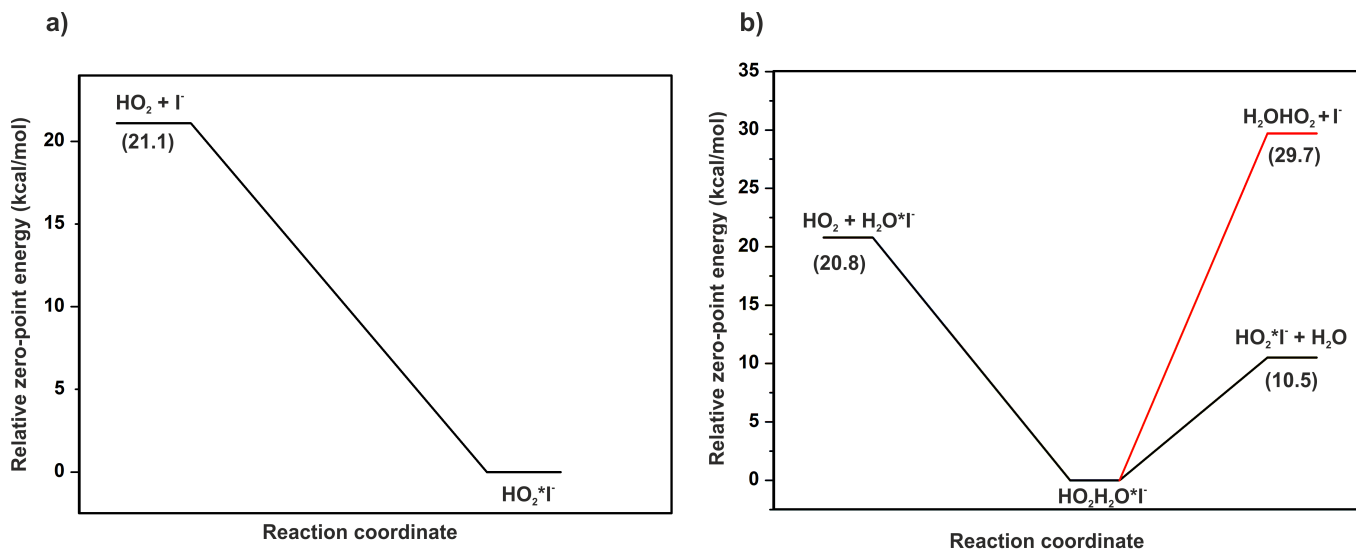 a)
Relative zero-point energy (kcal/mol)
20
15
10
5
0
HO₂ + I⁻
(21.1)
HO₂*I⁻
Reaction coordinate
b)
Relative zero-point energy (kcal/mol)
35
30
25
20
15
10
5
0
H₂OHO₂ + I⁻
(29.7)
HO₂ + H₂O*I⁻
(20.8)
HO₂*I⁻ + H₂O
(10.5)
HO₂H₂O*I⁻
Reaction coordinate